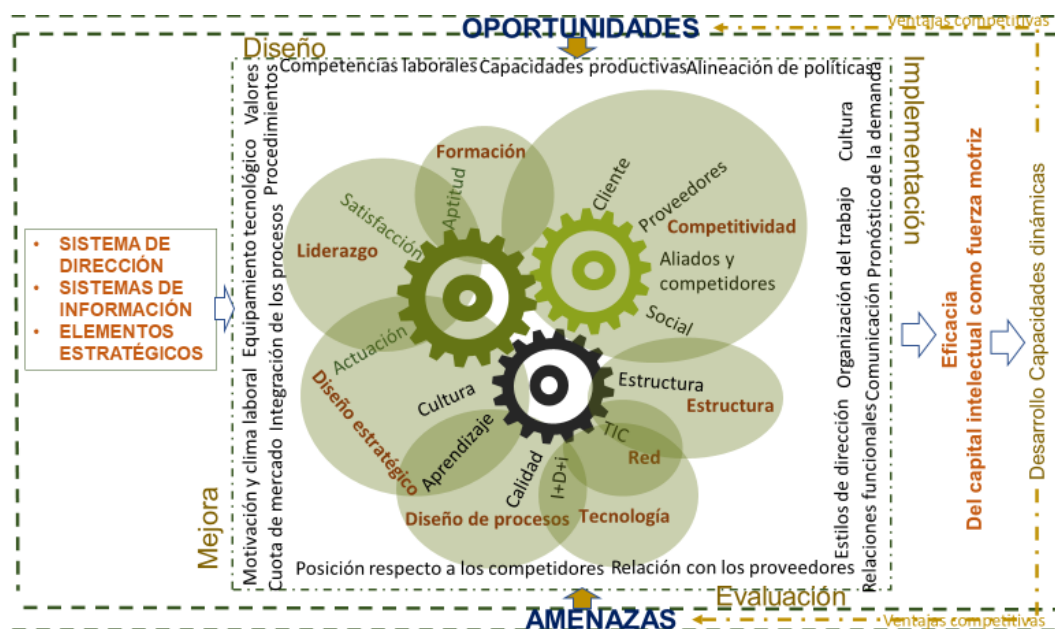 OPORTUNIDADES
Ventajas competitivas
Diseño
Competencias laborales
Capacidades productivas
Alineación de políticas
Valores
Equipamiento tecnológico
Motivación y clima laboral
Procedimientos
Integración de los procesos
Cuota de mercado
Mejora
• SISTEMA DE
DIRECCIÓN
• SISTEMAS DE
INFORMACIÓN
• ELEMENTOS
ESTRATÉGICOS
Formación
Aptitud
Satisfacción
Liderazgo
Actuación
Cliente
Proveedores
Competitividad
Aliados y
competidores
Social
Cultura
Diseño estratégico
Aprendizaje
Calidad
I+D+i
TIC
Estructura
Estructura
Red
Diseño de procesos
Tecnología
Posición respecto a los competidores
Relación con los proveedores
Cultura
Organización del trabajo
Estilos de dirección
Pronóstico de la demanda
Comunicación
Relaciones funcionales
Implementación
Evaluación
Eficacia
Del capital intelectual como fuerza motriz
Desarrollo Capacidades dinámicas
AMENAZAS
Ventajas competitivas